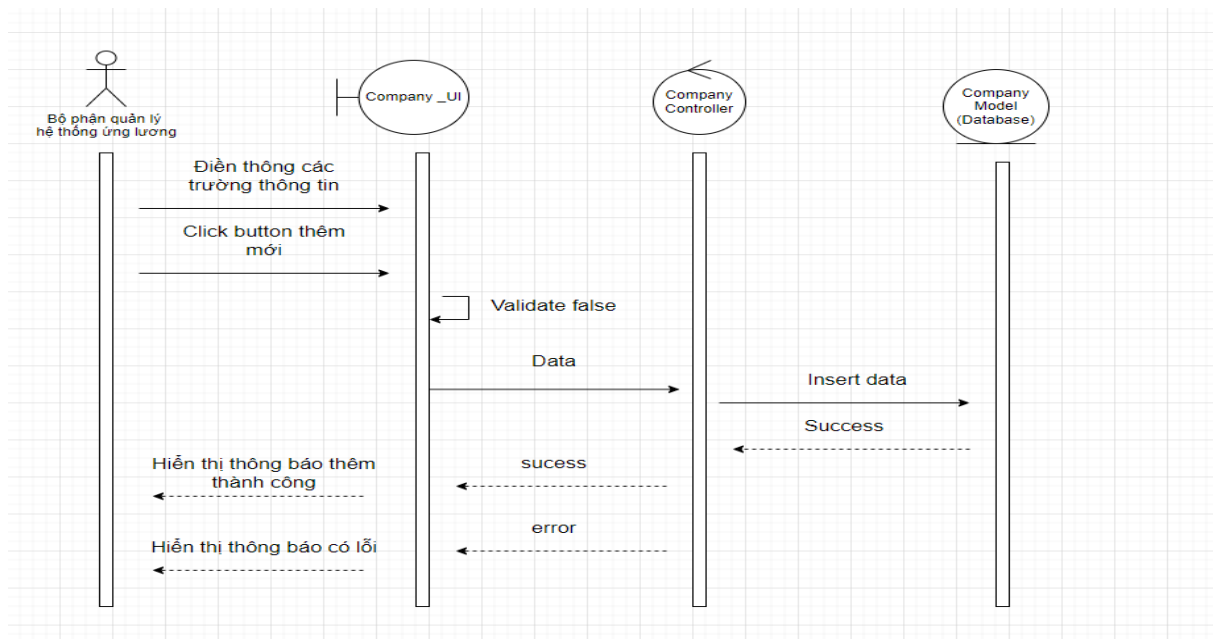 Bộ phận quản lý
hệ thống ứng lương
Company _UI
Company
Controller
Company
Model
(Database)
Điền thông các
trường thông tin
Click button thêm
mới
Validate false
Data
Insert data
Success
Hiển thị thông báo thêm
thành công
sucess
error
Hiển thị thông báo có lỗi